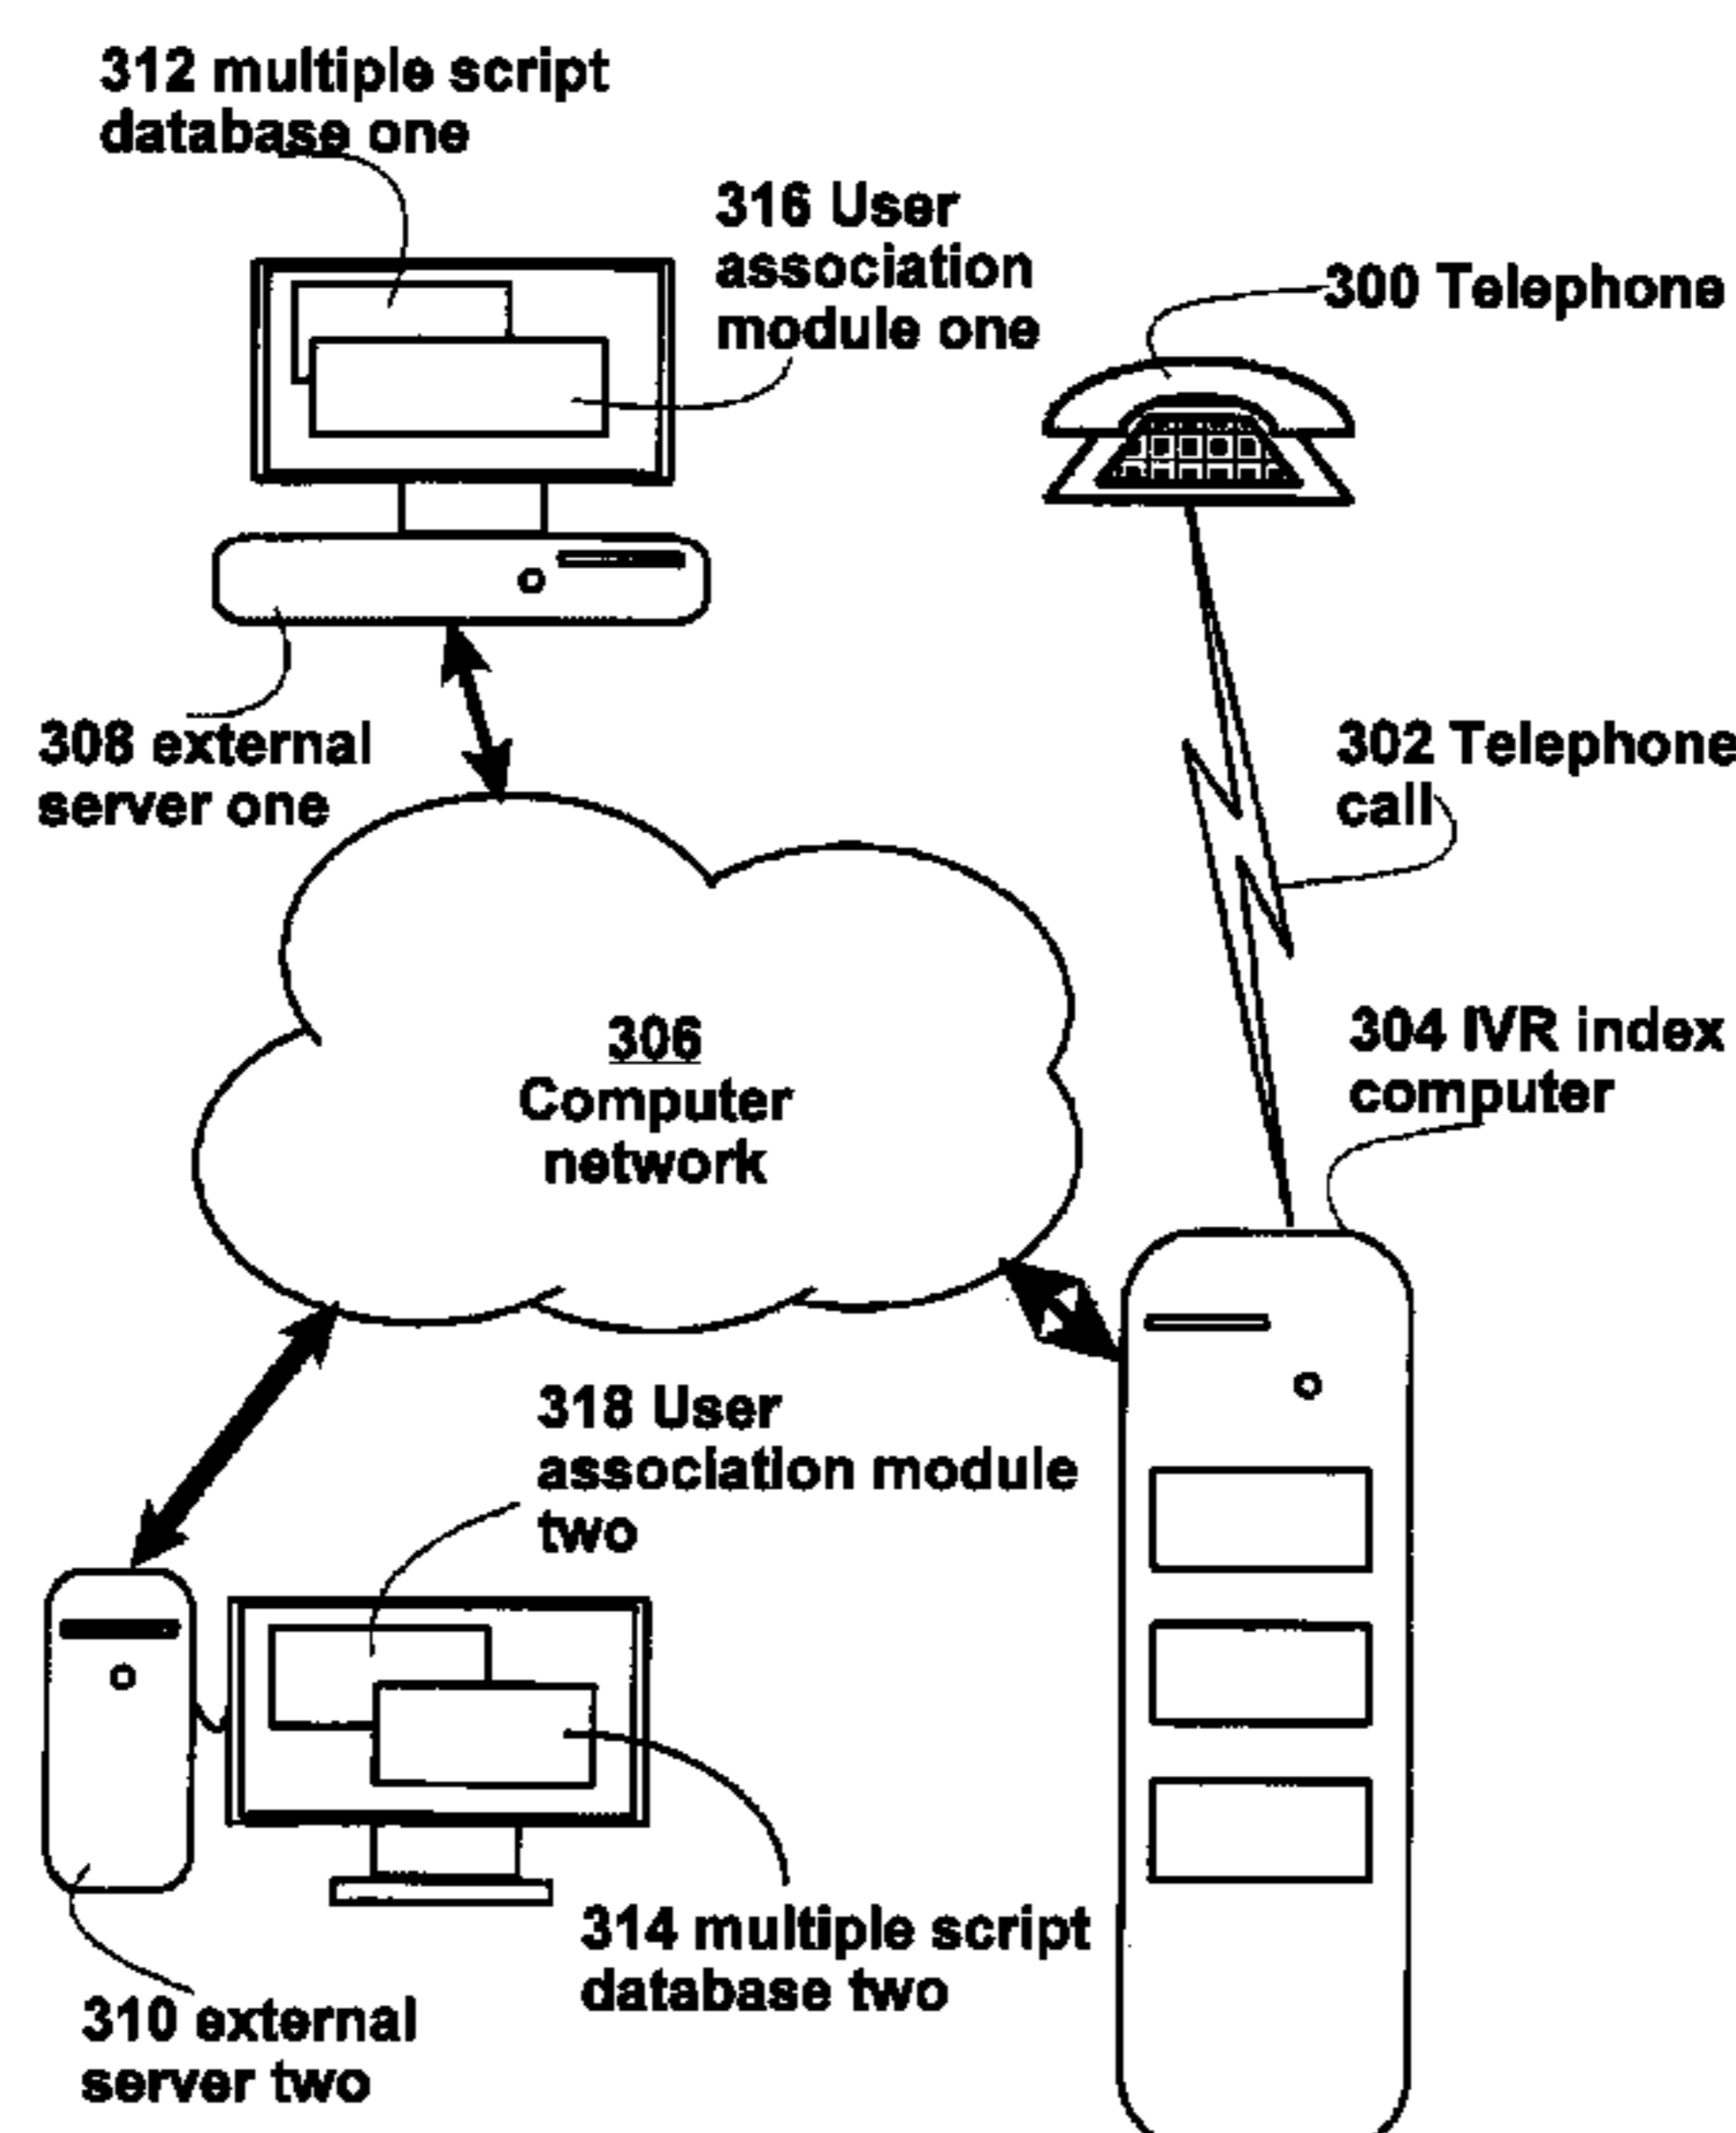 312 multiple script
database one
316 User
association
module one
300 Telephone
308 external
server one
302 Telephone
call
306
Computer
network
304 IVR index
computer
318 User
association module
two
314 multiple script
database two
310 external
server two